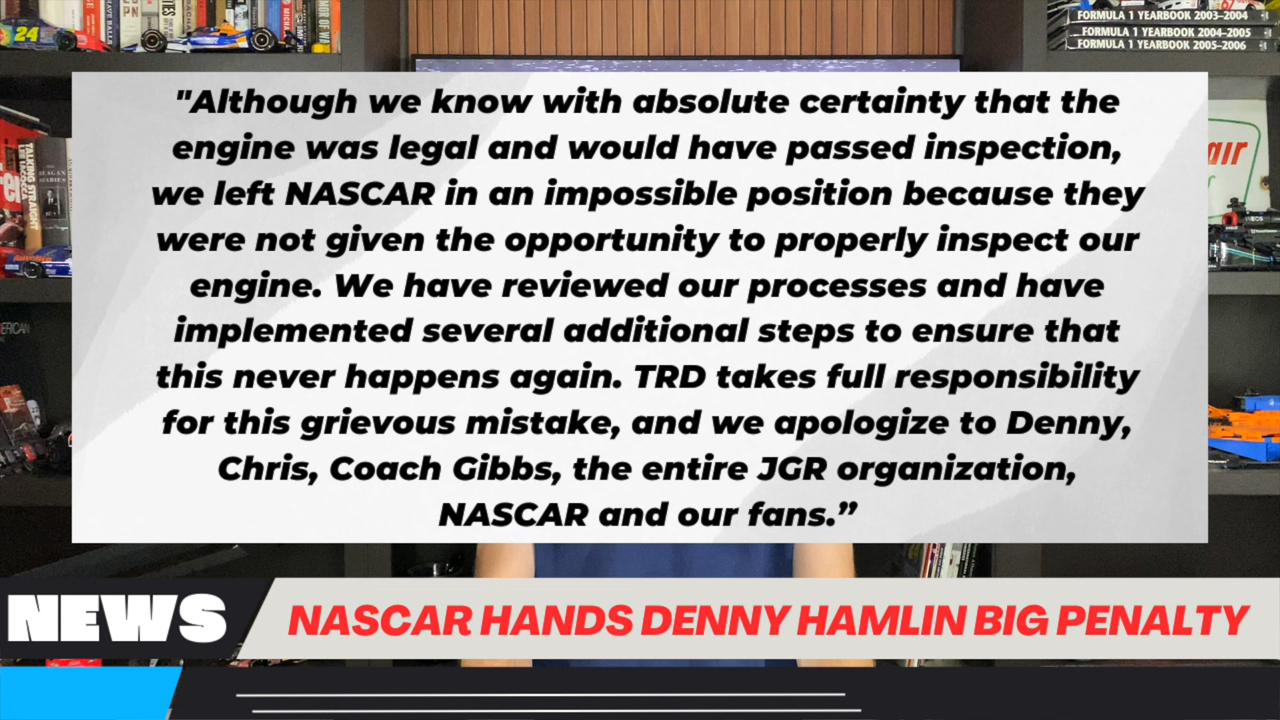 FORMULA 1 YEARBOOK 2003-2004
FORMULA 1 YEARBOOK 2004-2005
FORMULA 1 YEARBOOK 2005-2006
24
"Although we know with absolute certainty that the
engine was legal and would have passed inspection,
we left NASCAR in an impossible position because they
were not given the opportunity to properly inspect our
engine. We have reviewed our processes and have
implemented several additional steps to ensure that
this never happens again. TRD takes full responsibility
for this grievous mistake, and we apologize to Denny,
Chris, Coach Gibbs, the entire JGR organization,
NASCAR and our fans.”
TALKING STRAIGHT
NEWS
NASCAR HANDS DENNY HAMLIN BIG PENALTY